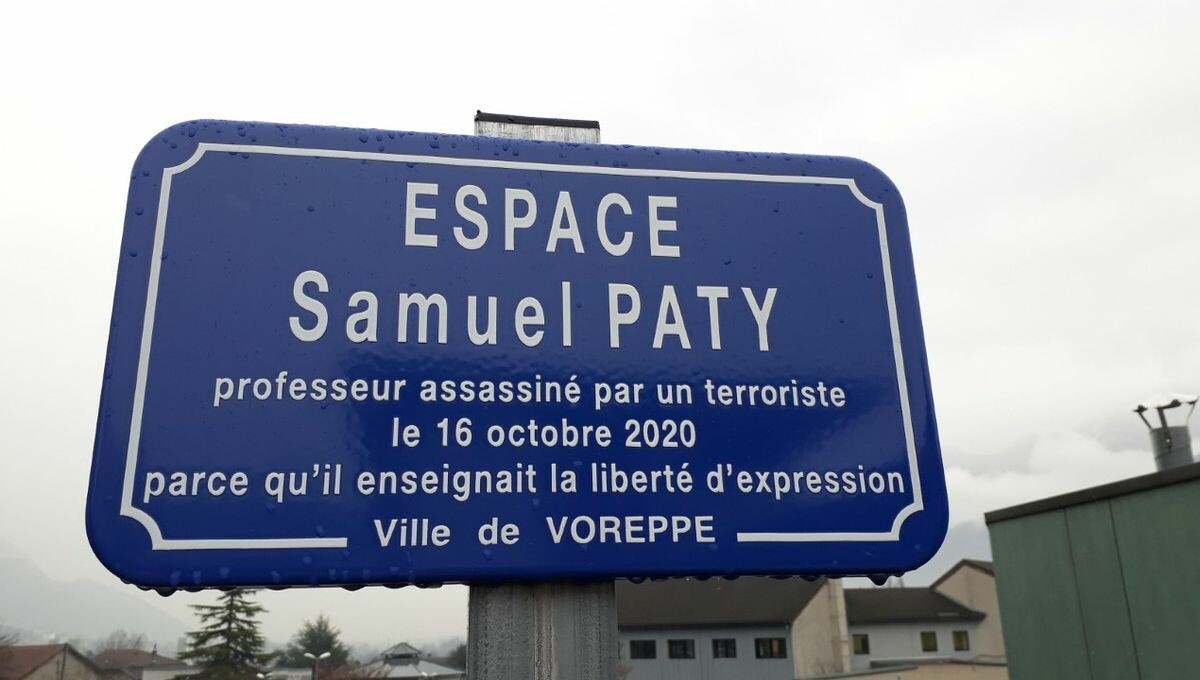 ESPACE
Samuel PATY
professeur assassiné par un terroriste
le 16 octobre 2020
parce qu'il enseignait la liberté d'expression
Ville de VOREPPE